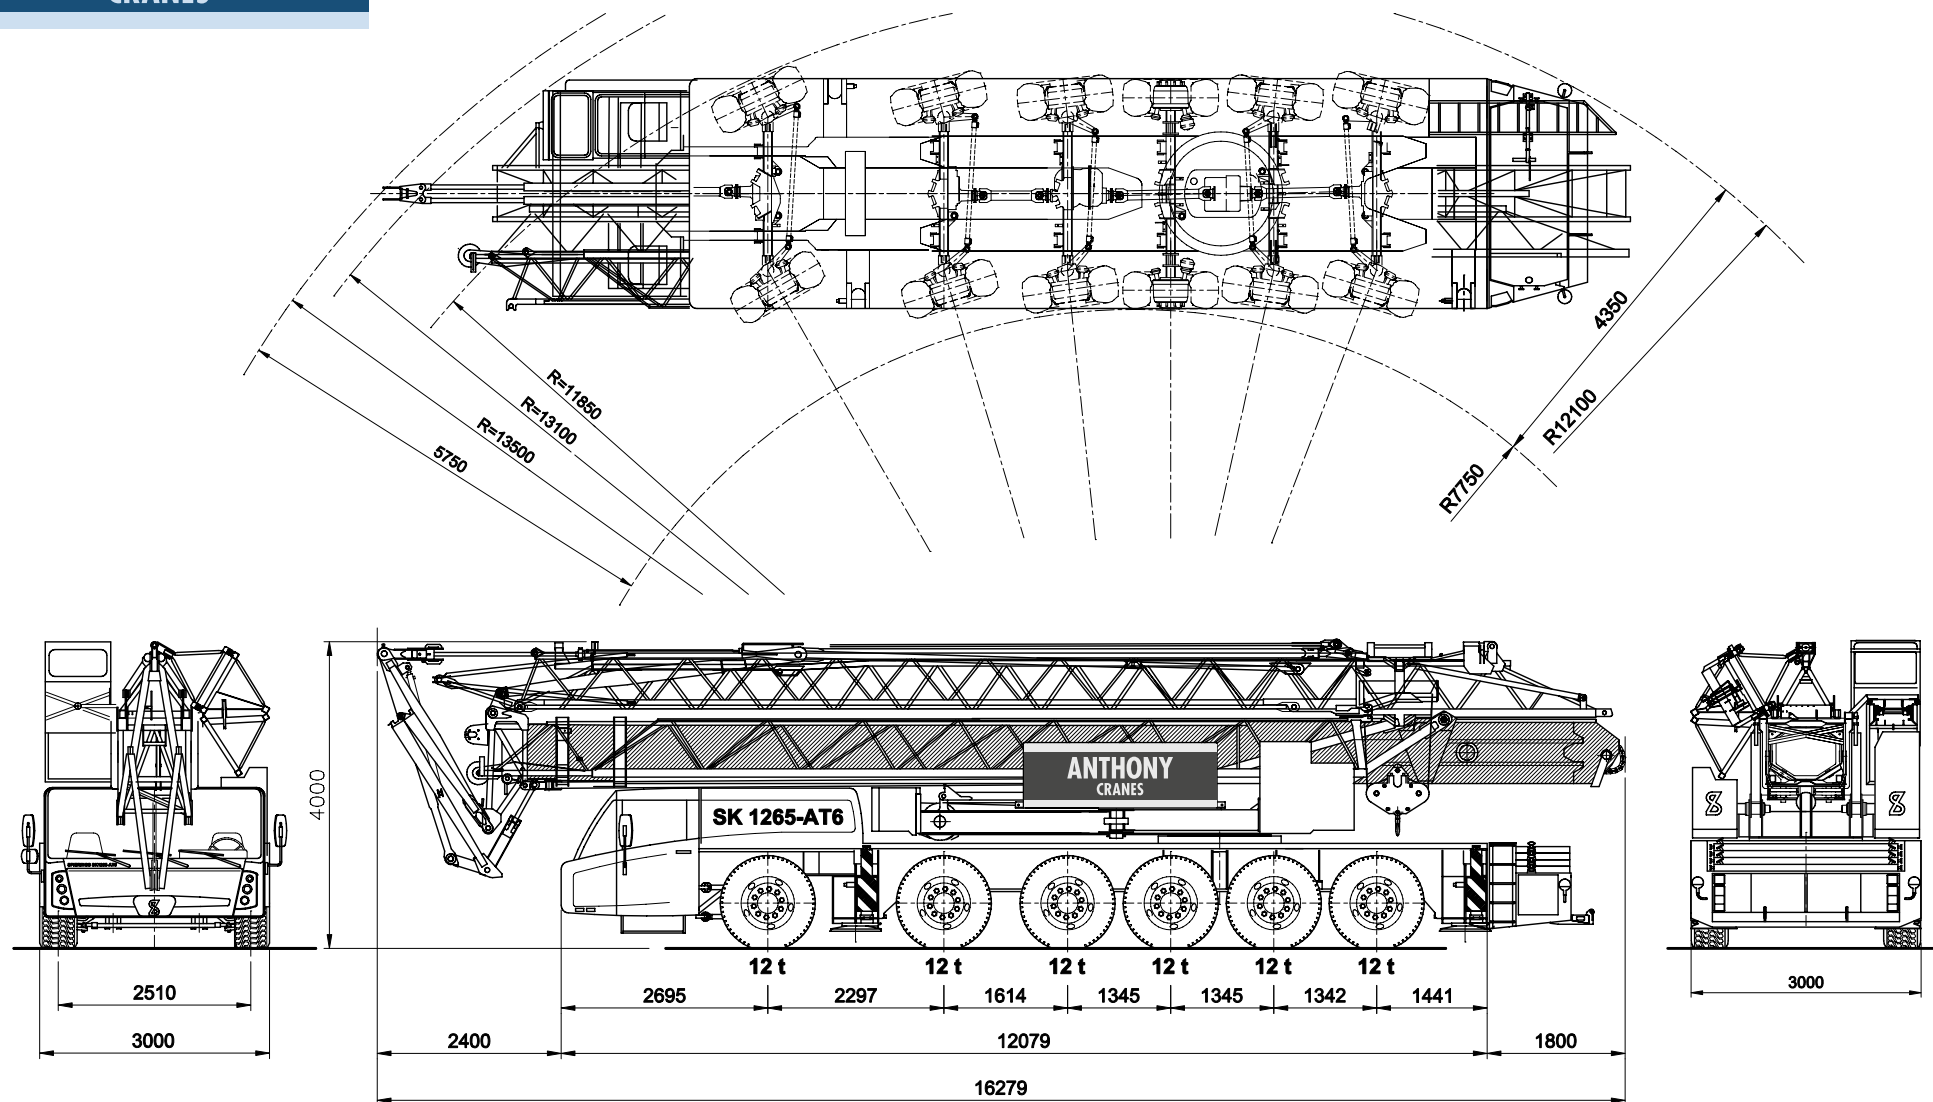 CRANES
R=11850
R=13100
R=13500
5750
4350
R12100
R7750
4000
ANTHONY
CRANES
SK 1265-AT6
12 t 12 t 12 t 12 t 12 t 12 t
2510
3000
2695 2297 1614 1345 1345 1342 1441
2400 12079 1800
16279
3000